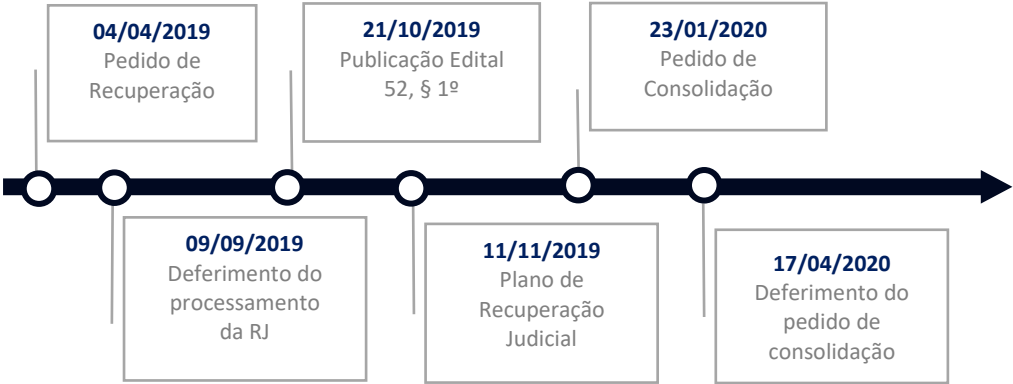 04/04/2019
Pedido de
Recuperação
21/10/2019
Publicação Edital
52, § 1º
23/01/2020
Pedido de
Consolidação
09/09/2019
Deferimento do
processamento
da RJ
11/11/2019
Plano de
Recuperação
Judicial
17/04/2020
Deferimento do
pedido de
consolidação